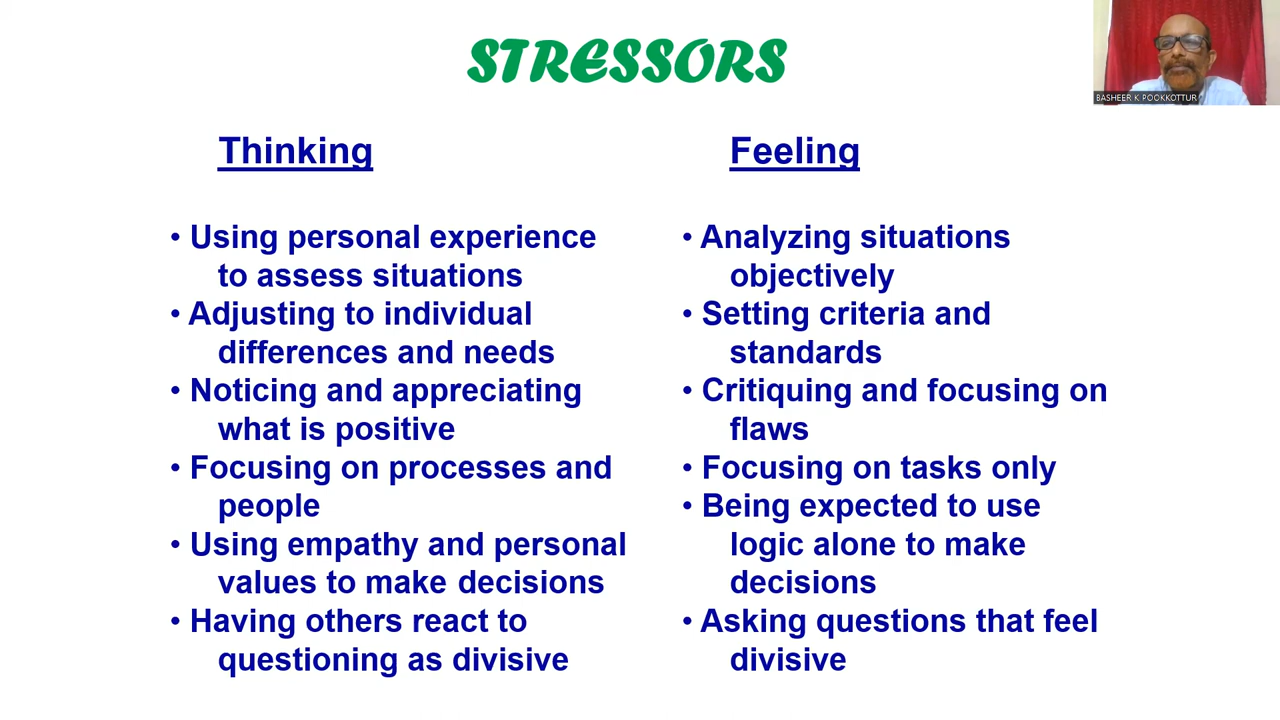 STRESSORS
BASHEER K POOKKOTTUR
Thinking
• Using personal experience
to assess situations
• Adjusting to individual
differences and needs
• Noticing and appreciating
what is positive
• Focusing on processes and
people
• Using empathy and personal
values to make decisions
• Having others react to
questioning as divisive
Feeling
• Analyzing situations
objectively
• Setting criteria and
standards
• Critiquing and focusing on
flaws
• Focusing on tasks only
• Being expected to use
logic alone to make
decisions
• Asking questions that feel
divisive